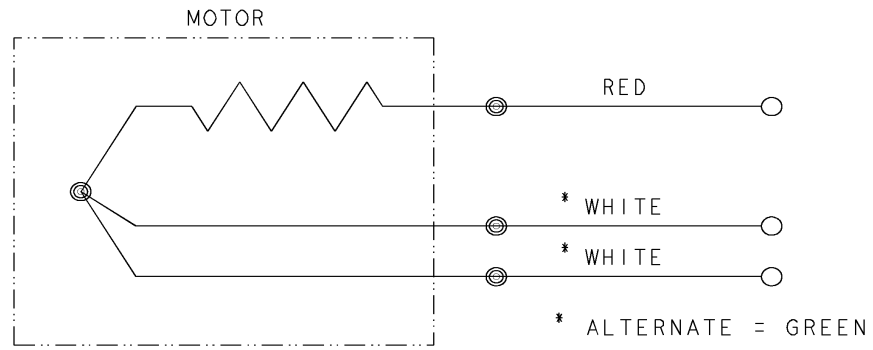 MOTOR
RED
* WHITE
* WHITE
* ALTERNATE = GREEN